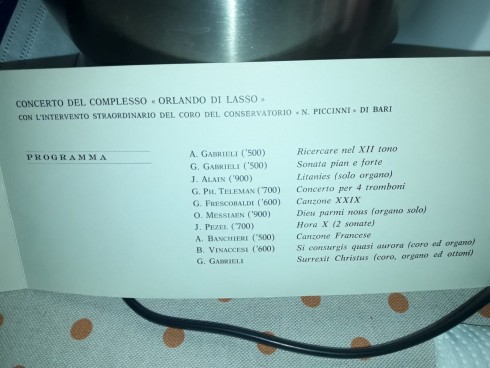 CONCERTO DEL COMPLESSO « ORLANDO DI LASSO »
CON L'INTERVENTO STRAORDINARIO DEL CORO DEL CONSERVATORIO « N. PICCINNI » DI BARI
PROGRAMMA
A. GABRIELI ('500) Ricercare nel XII tono
G. GABRIELI ('500) Sonata pian e forte
J. ALAIN ('900) Litanies (solo organo)
G. PH. TELEMAN ('700) Concerto per 4 tromboni
G. FRESCOBALDI ('600) Canzone XXIX
O. MESSIAEN ('900) Dieu parmi nous (organo solo)
J. PEZEL ('700) Hora X (2 sonate)
A. BANCHIERI ('500) Canzone Francese
B. VINACCESI ('600) Si consurgis quasi aurora (coro ed organo)
G. GABRIELI Surrexit Christus (coro, organo ed ottoni)